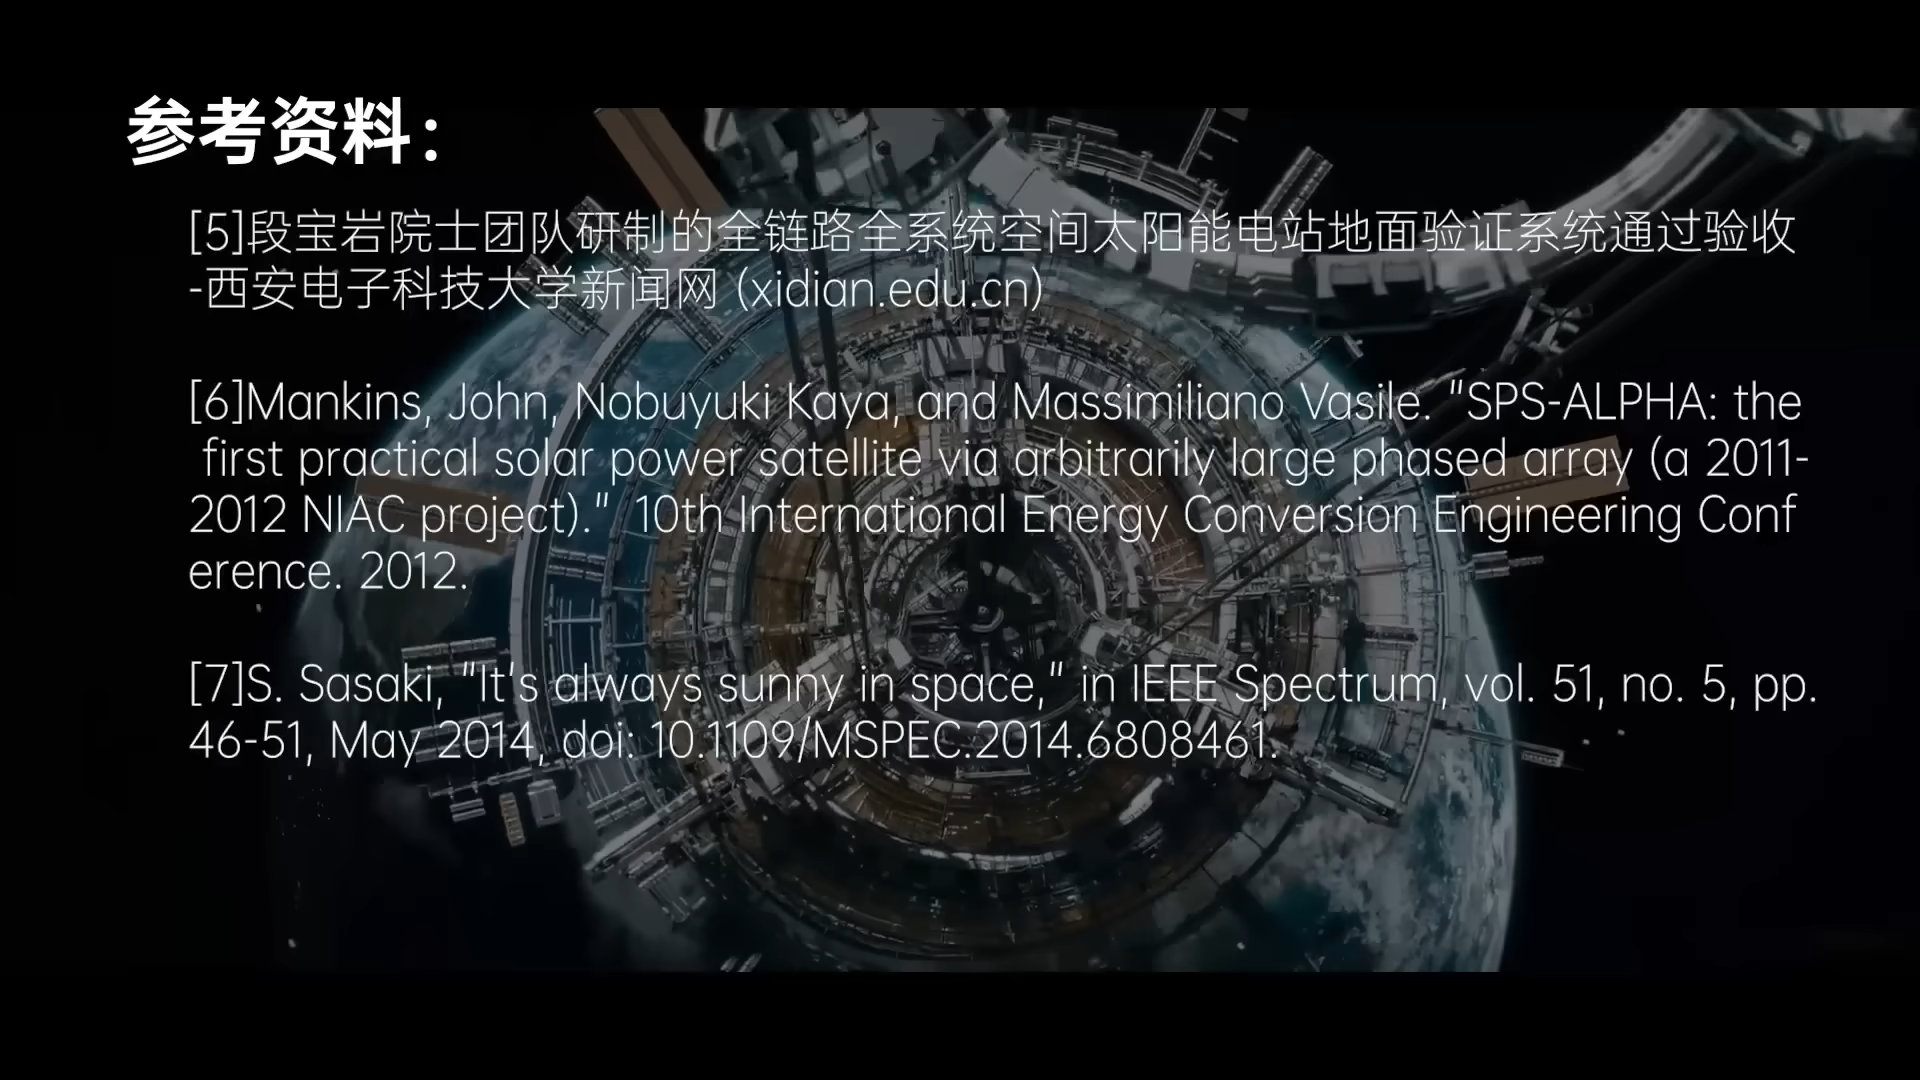 参考资料：
[5]段宝岩院士团队研制的全链路全系统空间太阳能电站地面验证系统通过验收
-西安电子科技大学新闻网 (xidian.edu.cn)
[6]Mankins, John, Nobuyuki Kaya, and Massimiliano Vasile. "SPS-ALPHA: the
first practical solar power satellite via arbitrarily large phased array (a 2011-
2012 NIAC project)." 10th International Energy Conversion Engineering Conf
erence. 2012.
[7]S. Sasaki, "It's always sunny in space," in IEEE Spectrum, vol. 51, no. 5, pp.
46-51, May 2014, doi: 10.1109/MSPEC.2014.6808461.